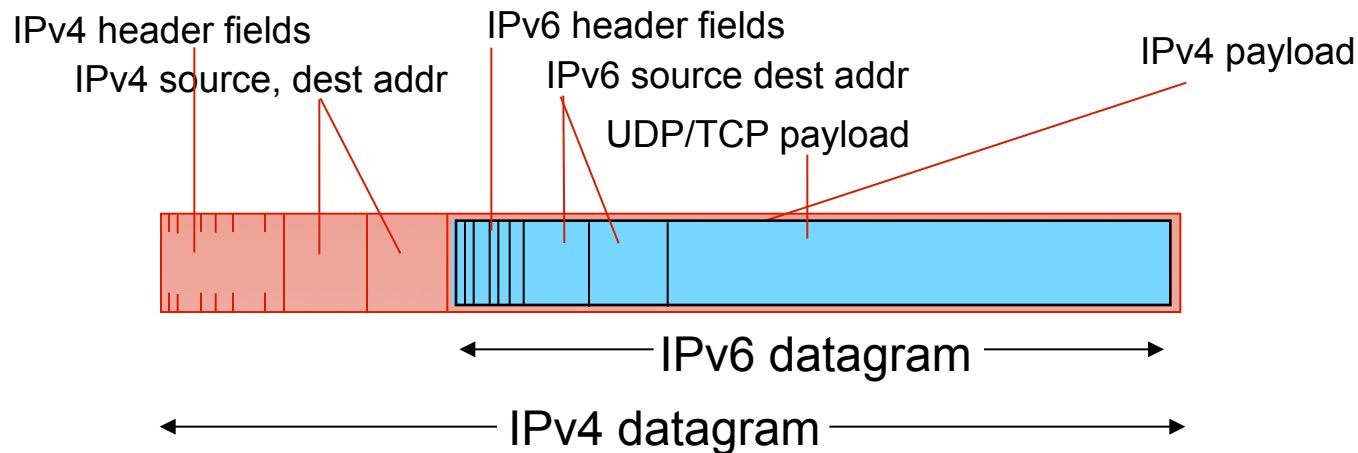 IPv4 header fields
IPv6 header fields
IPv4 payload
IPv4 source, dest addr
IPv6 source dest addr
UDP/TCP payload
IPv6 datagram
IPv4 datagram